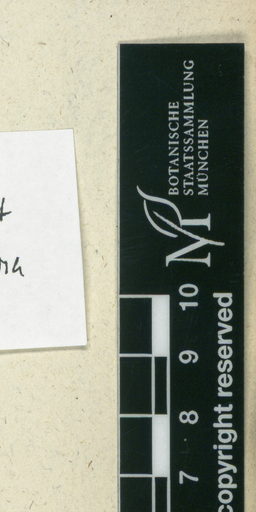 BOTANISCHE
STAATSSAMMLUNG
MÜNCHEN
M
10
9
8
7
copyright reserved